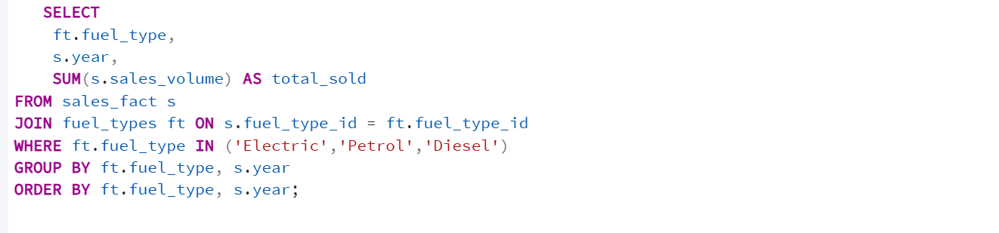 SELECT
ft.fuel_type,
s.year,
SUM(s.sales_volume) AS total_sold
FROM sales_fact s
JOIN fuel_types ft ON s.fuel_type_id = ft.fuel_type_id
WHERE ft.fuel_type IN ('Electric','Petrol','Diesel')
GROUP BY ft.fuel_type, s.year
ORDER BY ft.fuel_type, s.year;